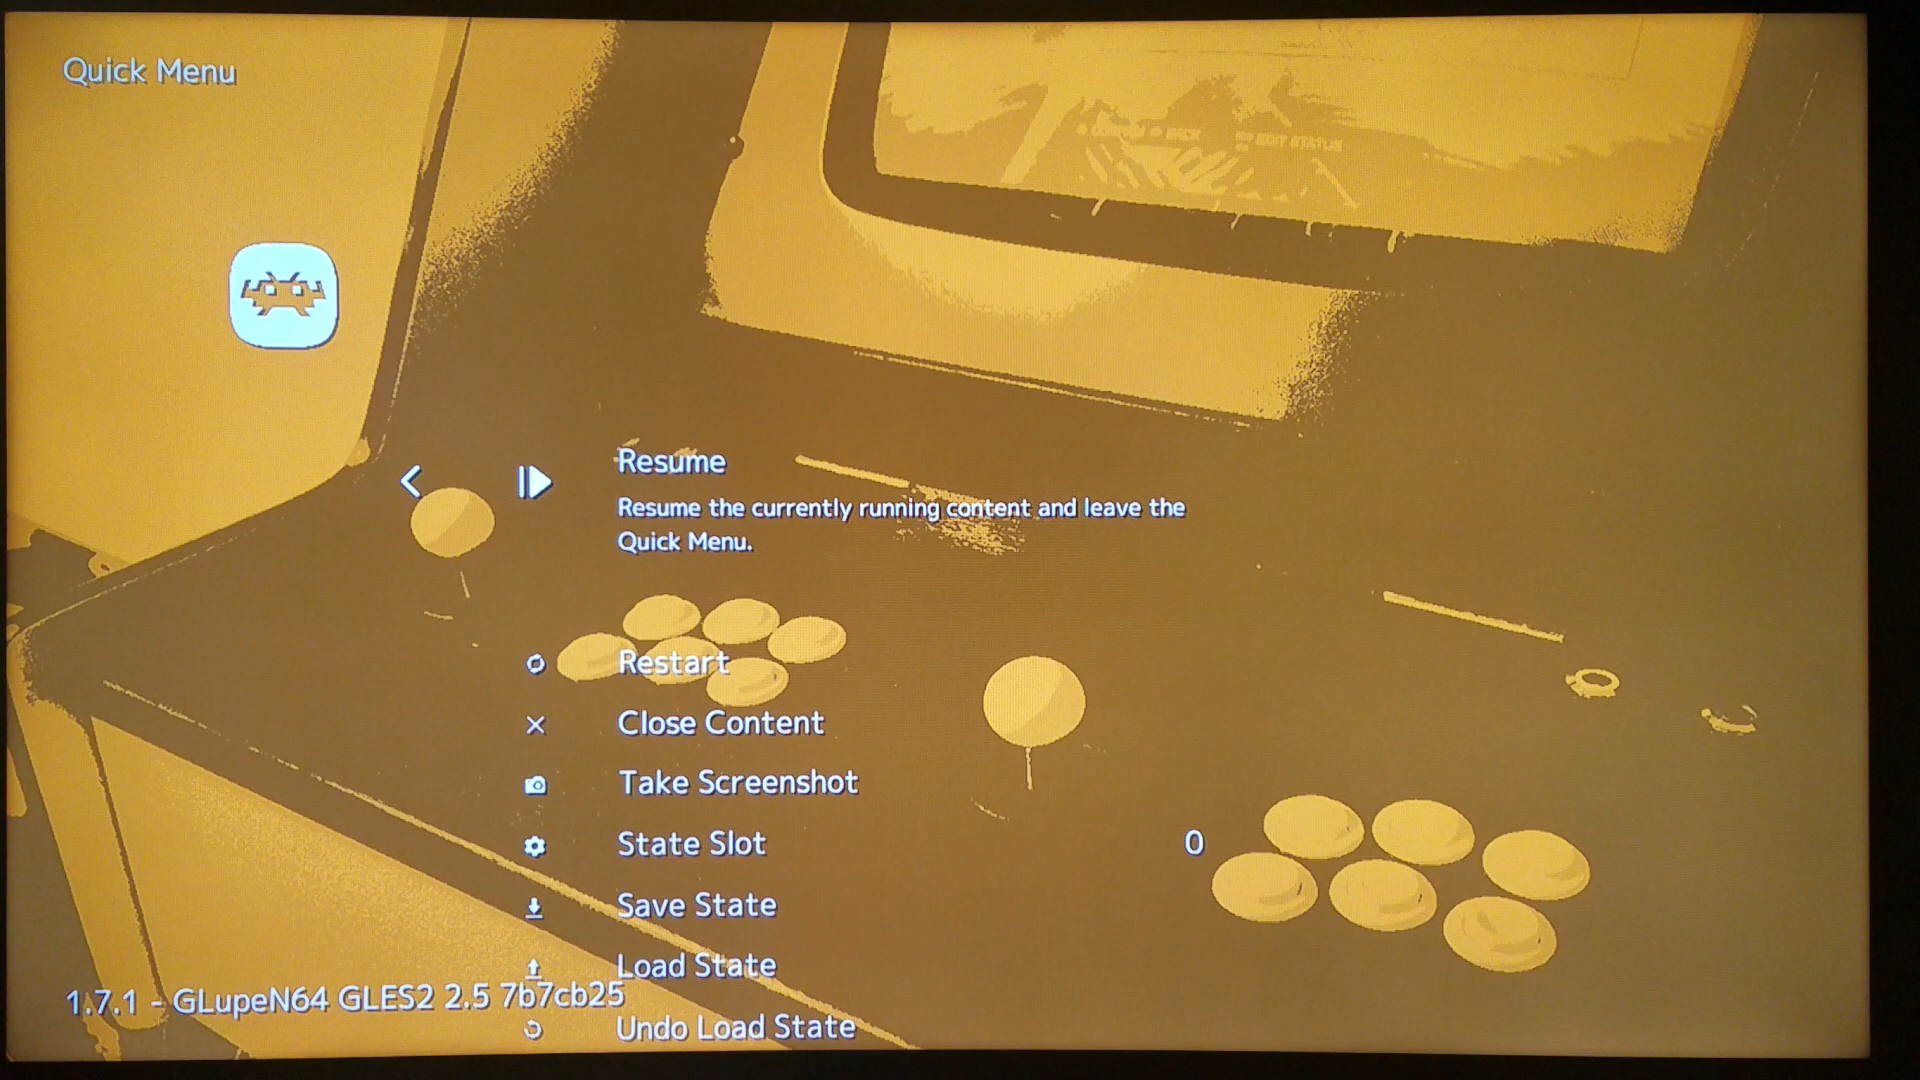 Quick Menu
Resume
Resume the currently running content and leave the
Quick Menu.
Restart
Close Content
Take Screenshot
State Slot 0
Save State
Load State
1.7.1 - GLupeN64 GLES2 2.5 7b7cb25
Undo Load State